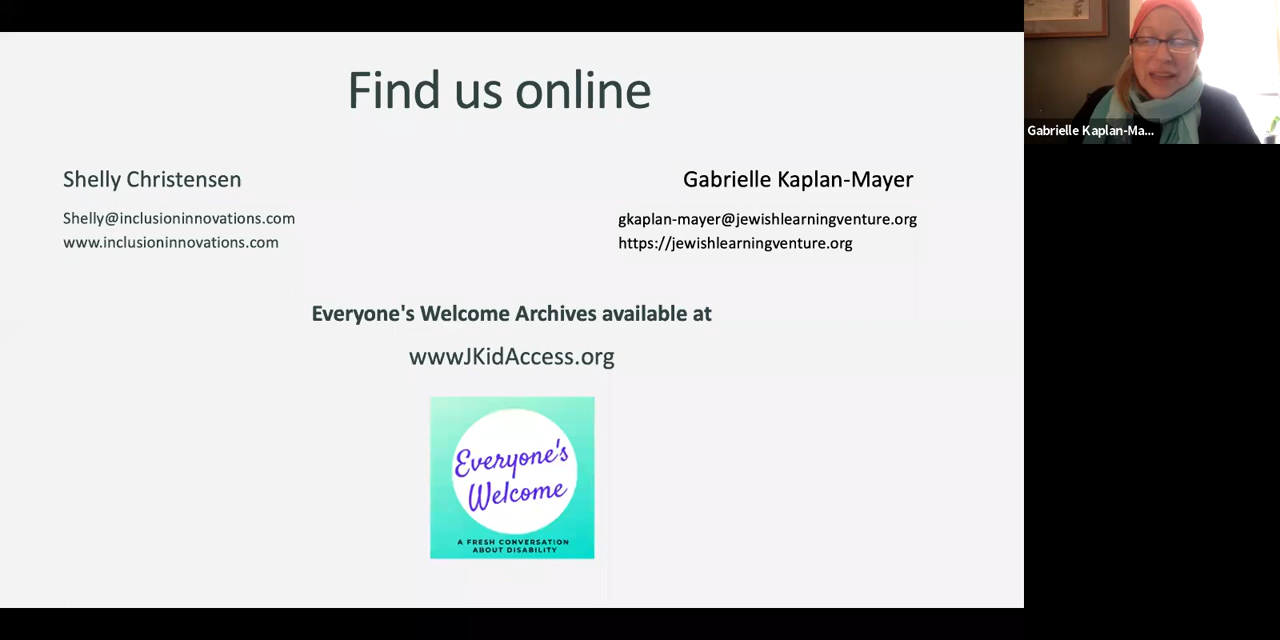 Find us online
Shelly Christensen
Shelly@inclusioninnovations.com
www.inclusioninnovations.com
Gabrielle Kaplan-Mayer
gkaplan-mayer@jewishlearningventure.org
https://jewishlearningventure.org
Everyone's Welcome Archives available at
wwwJKidAccess.org
Everyone's
Welcome
A FRESH CONVERSATION
ABOUT DISABILITY
Gabrielle Kaplan-Ma...